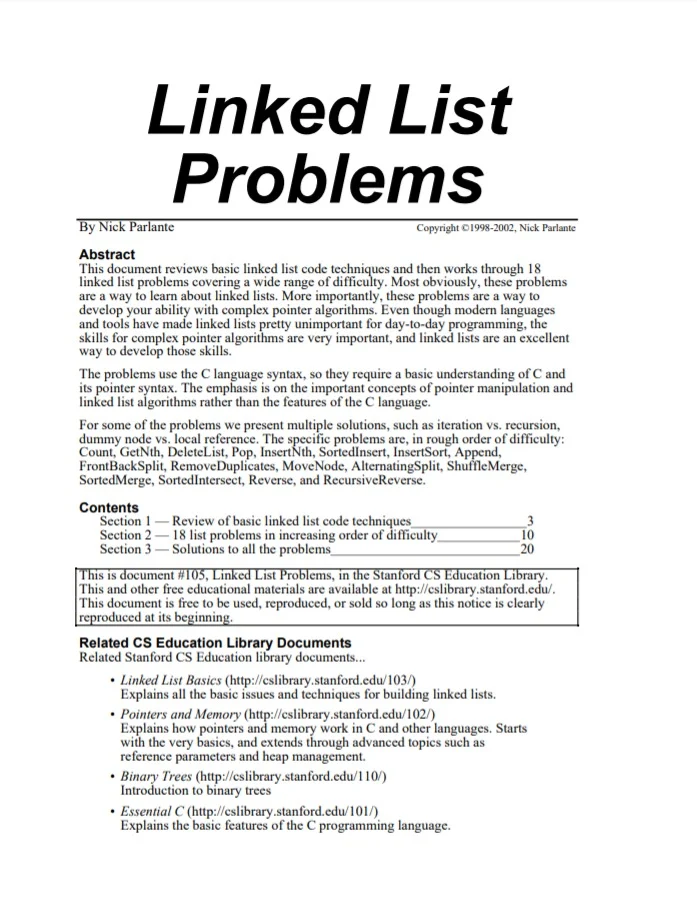 Linked List
Problems
By Nick Parlante
Copyright ©1998-2002, Nick Parlante
Abstract
This document reviews basic linked list code techniques and then works through 18
linked list problems covering a wide range of difficulty. Most obviously, these problems
are a way to learn about linked lists. More importantly, these problems are a way to
develop your ability with complex pointer algorithms. Even though modern languages
and tools have made linked lists pretty unimportant for day-to-day programming, the
skills for complex pointer algorithms are very important, and linked lists are an excellent
way to develop those skills.
The problems use the C language syntax, so they require a basic understanding of C and
its pointer syntax. The emphasis is on the important concepts of pointer manipulation and
linked list algorithms rather than the features of the C language.
For some of the problems we present multiple solutions, such as iteration vs. recursion,
dummy node vs. local reference. The specific problems are, in rough order of difficulty:
Count, GetNth, DeleteList, Pop, InsertNth, SortedInsert, InsertSort, Append,
FrontBackSplit, RemoveDuplicates, MoveNode, AlternatingSplit, ShuffleMerge,
SortedMerge, SortedIntersect, Reverse, and RecursiveReverse.
Contents
Section 1 — Review of basic linked list code techniques 3
Section 2 — 18 list problems in increasing order of difficulty 10
Section 3 — Solutions to all the problems 20
This is document #105, Linked List Problems, in the Stanford CS Education Library.
This and other free educational materials are available at http://cslibrary.stanford.edu/.
This document is free to be used, reproduced, or sold so long as this notice is clearly
reproduced at its beginning.
Related CS Education Library Documents
Related Stanford CS Education library documents...
• Linked List Basics (http://cslibrary.stanford.edu/103/)
Explains all the basic issues and techniques for building linked lists.
• Pointers and Memory (http://cslibrary.stanford.edu/102/)
Explains how pointers and memory work in C and other languages. Starts
with the very basics, and extends through advanced topics such as
reference parameters and heap management.
• Binary Trees (http://cslibrary.stanford.edu/110/)
Introduction to binary trees
• Essential C (http://cslibrary.stanford.edu/101/)
Explains the basic features of the C programming language.